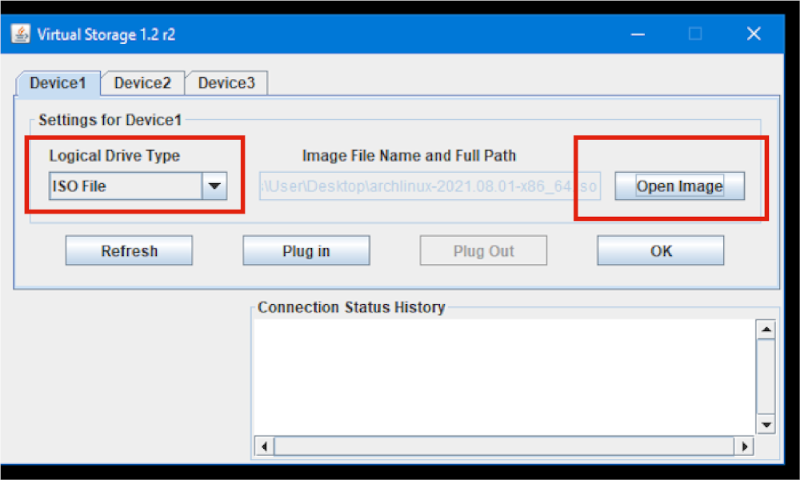 Virtual Storage 1.2 r2
Device1 Device2 Device3
Settings for Device1
Logical Drive Type Image File Name and Full Path
ISO File \User\Desktop\archlinux-2021.08.01-x86_64.iso Open Image
Refresh Plug in Plug Out OK
Connection Status History